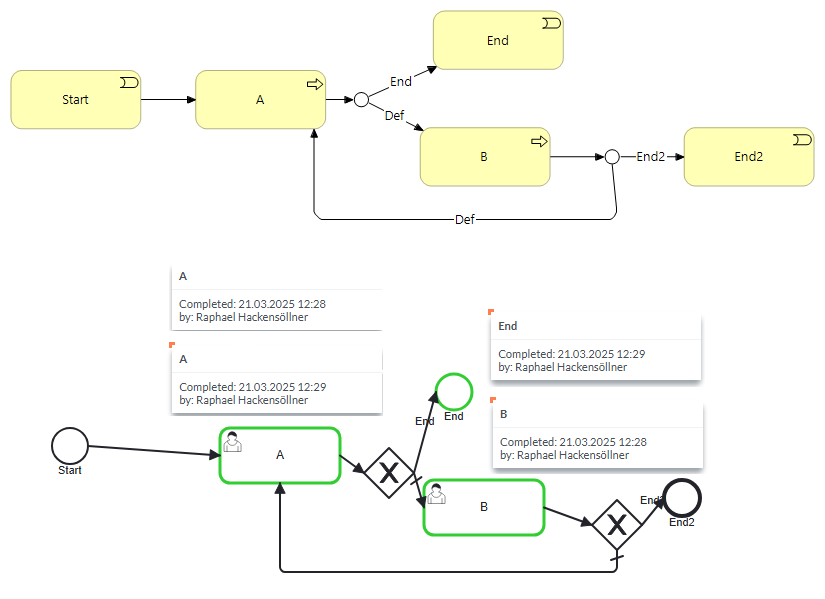 End
Start
A
End
Def
B
End2
End2
Def
A
Completed: 21.03.2025 12:28
by: Raphael Hackensöllner
A
Completed: 21.03.2025 12:29
by: Raphael Hackensöllner
End
Completed: 21.03.2025 12:29
by: Raphael Hackensöllner
B
Completed: 21.03.2025 12:28
by: Raphael Hackensöllner
End
End
Start
A
X
B
End2
X
End2